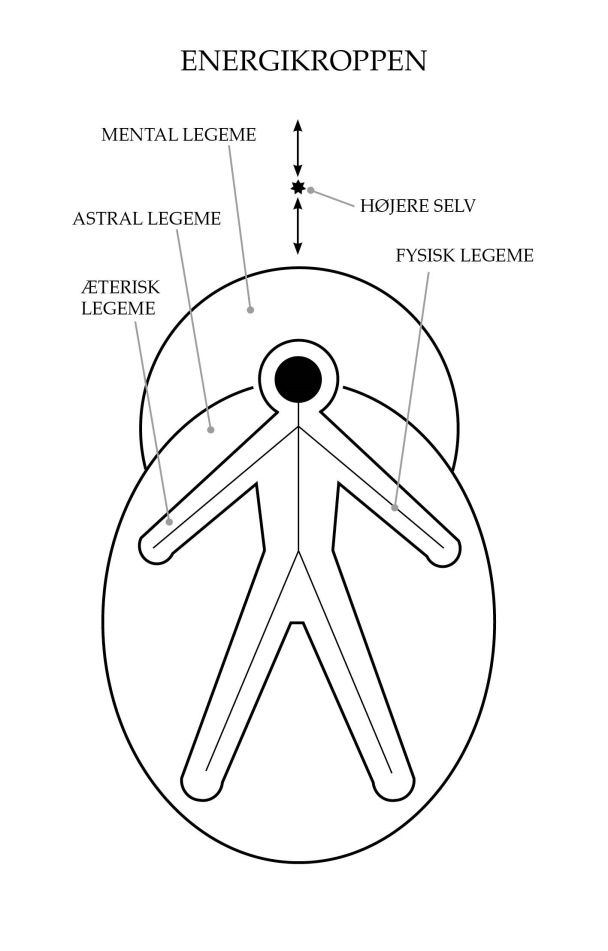 ENERGIKROPPEN
MENTAL LEGEME
HØJERE SELV
ASTRAL LEGEME
FYSISK LEGEME
ÆTERISK
LEGEME